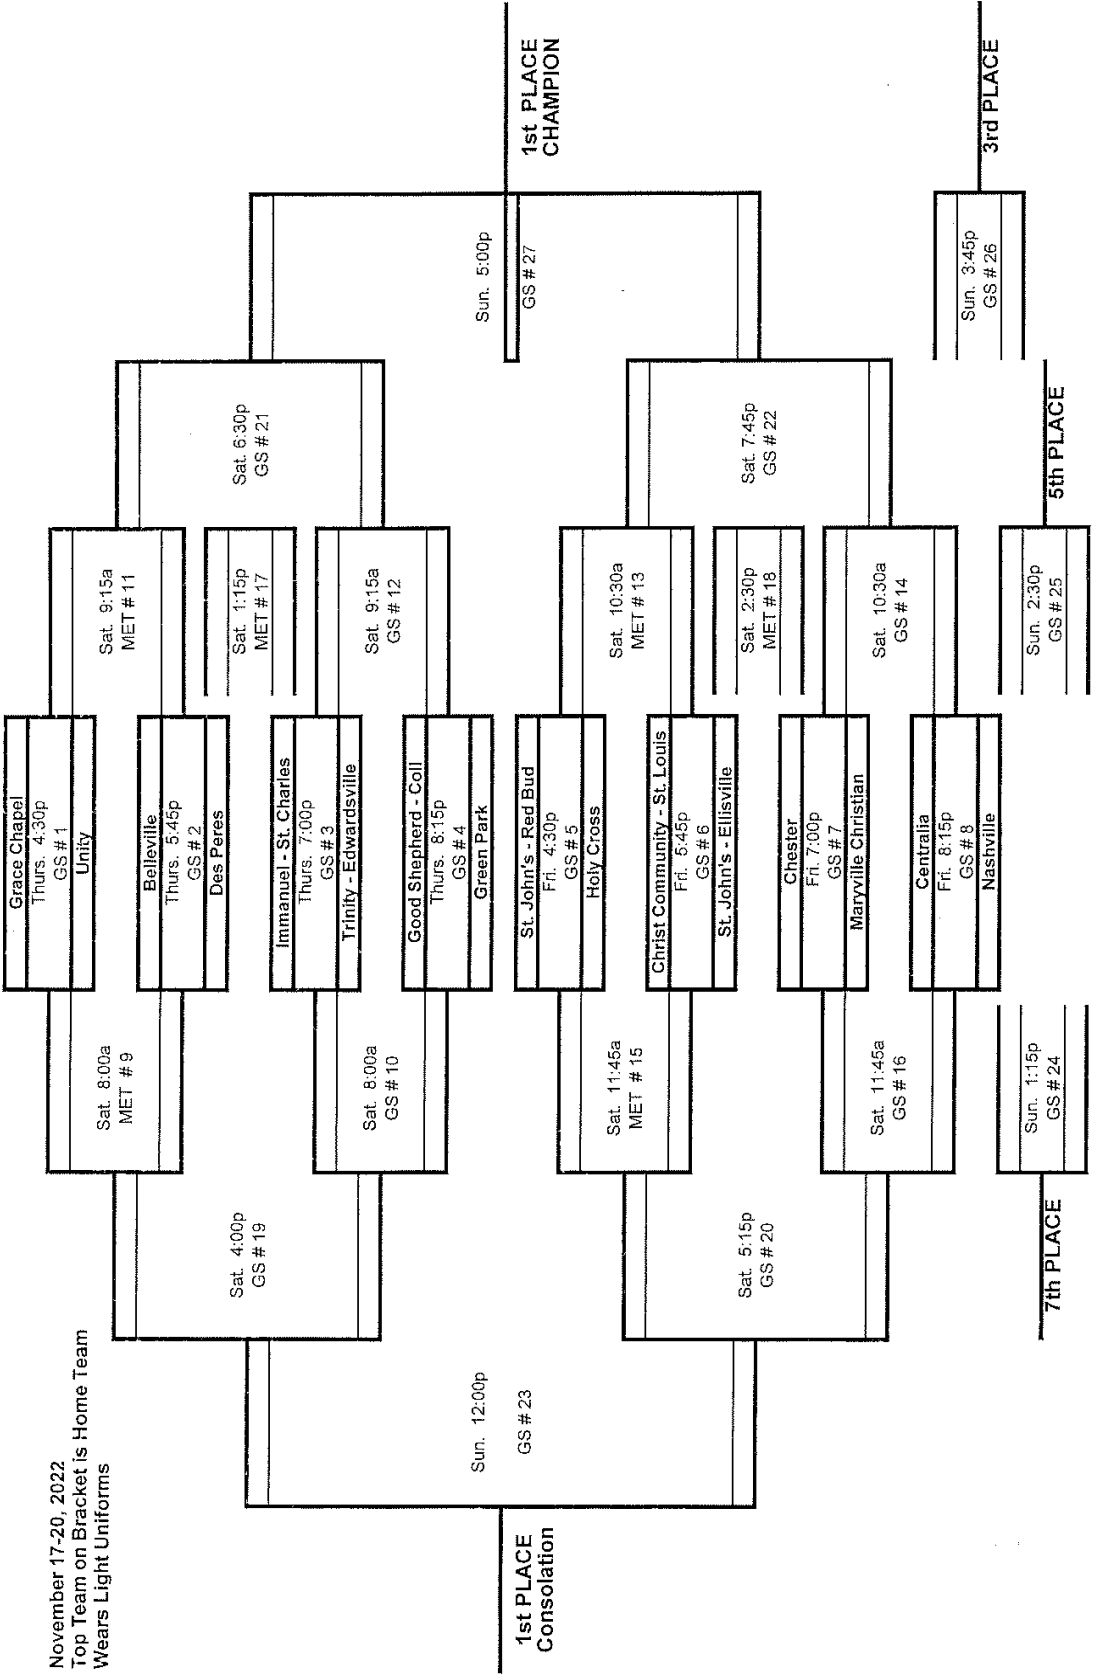 November 17-20, 2022
Top Team on Bracket is Home Team
Wears Light Uniforms
1st PLACE
Consolation
Sun. 12:00p
GS # 23
Sat. 4:00p
GS # 19
Sat. 5:15p
GS # 20
7th PLACE
Sat. 8:00a
MET # 9
Sat. 8:00a
GS # 10
Sat. 11:45a
MET # 15
Sat. 11:45a
GS # 16
Sun. 1:15p
GS # 24
Grace Chapel
Thurs. 4:30p
GS # 1
Unity
Belleville
Thurs. 5:45p
GS # 2
Des Peres
Immanuel - St. Charles
Thurs. 7:00p
GS # 3
Trinity - Edwardsville
Good Shepherd - Coll
Thurs. 8:15p
GS # 4
Green Park
St. John's - Red Bud
Fri. 4:30p
GS # 5
Holy Cross
Christ Community - St. Louis
Fri. 5:45p
GS # 6
St. John's - Ellisville
Chester
Fri. 7:00p
GS # 7
Maryville Christian
Centralia
Fri. 8:15p
GS # 8
Nashville
Sat. 9:15a
MET # 11
Sat. 1:15p
MET # 17
Sat. 9:15a
GS # 12
Sat. 10:30a
MET # 13
Sat. 2:30p
MET # 18
Sat. 10:30a
GS # 14
Sun. 2:30p
GS # 25
Sat. 6:30p
GS # 21
Sat. 7:45p
GS # 22
5th PLACE
Sun. 5:00p
GS # 27
Sun. 3:45p
GS # 26
1st PLACE
CHAMPION
3rd PLACE